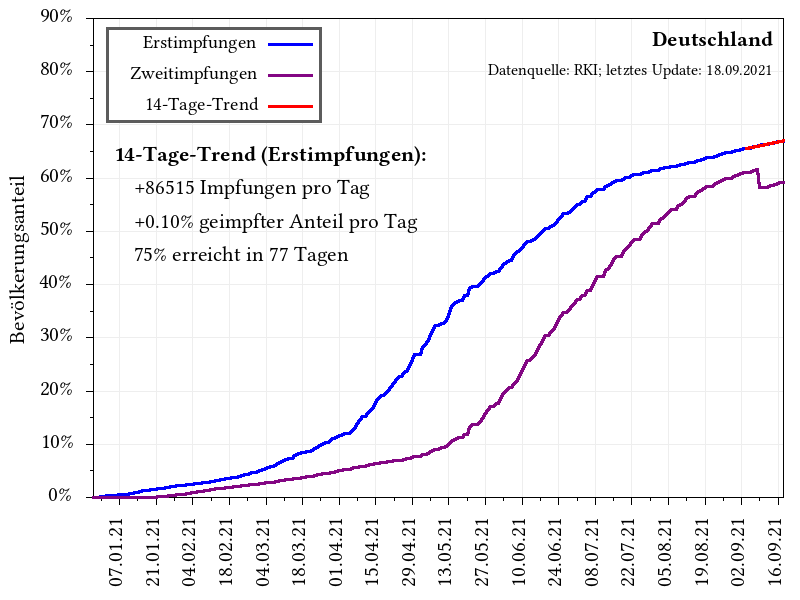 90%
80%
70%
60%
50%
40%
30%
20%
10%
0%
Bevölkerungsanteil
Erstimpfungen
Zweitimpfungen
14-Tage-Trend
Deutschland
Datenquelle: RKI; letztes Update: 18.09.2021
14-Tage-Trend (Erstimpfungen):
+86515 Impfungen pro Tag
+0.10% geimpfter Anteil pro Tag
75% erreicht in 77 Tagen
07.01.21
21.01.21
04.02.21
18.02.21
04.03.21
18.03.21
01.04.21
15.04.21
29.04.21
13.05.21
27.05.21
10.06.21
24.06.21
08.07.21
22.07.21
05.08.21
19.08.21
02.09.21
16.09.21